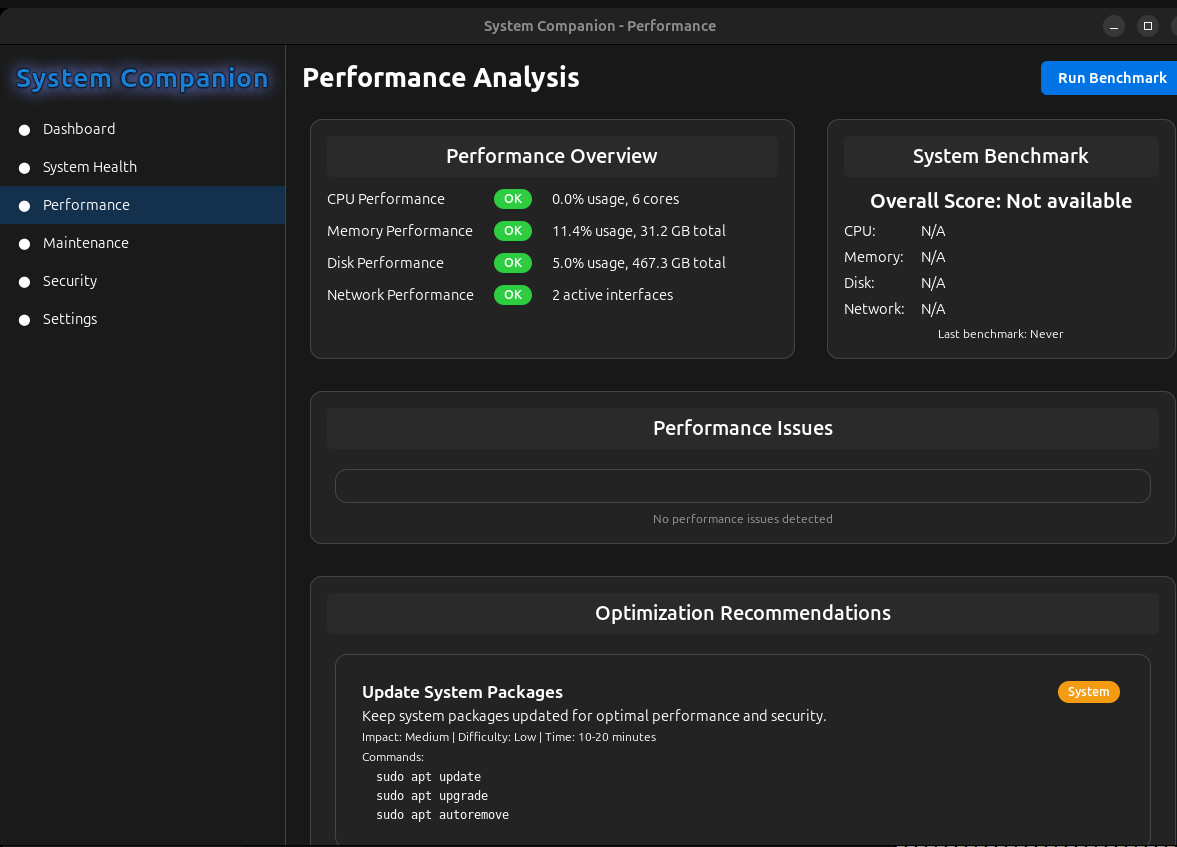 System Companion - Performance
System Companion
Dashboard
System Health
Performance
Maintenance
Security
Settings
Performance Analysis
Run Benchmark
Performance Overview
CPU Performance OK 0.0% usage, 6 cores
Memory Performance OK 11.4% usage, 31.2 GB total
Disk Performance OK 5.0% usage, 467.3 GB total
Network Performance OK 2 active interfaces
System Benchmark
Overall Score: Not available
CPU: N/A
Memory: N/A
Disk: N/A
Network: N/A
Last benchmark: Never
Performance Issues
No performance issues detected
Optimization Recommendations
Update System Packages
System
Keep system packages updated for optimal performance and security.
Impact: Medium | Difficulty: Low | Time: 10-20 minutes
Commands:
sudo apt update
sudo apt upgrade
sudo apt autoremove